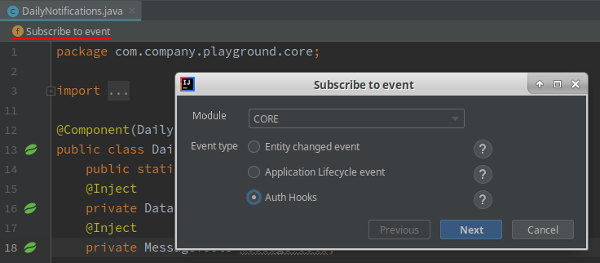 DailyNotifications.java
Subscribe to event
1 package com.company.playground.core;
3 import ...
11
12 @Component(Daily
13 public class Dai
14 public stati
15 @Inject
16 private Data
17 @Inject
18 private Message
Subscribe to event
Module CORE
Event type Entity changed event ?
Application Lifecycle event ?
Auth Hooks ?
Previous Next Cancel